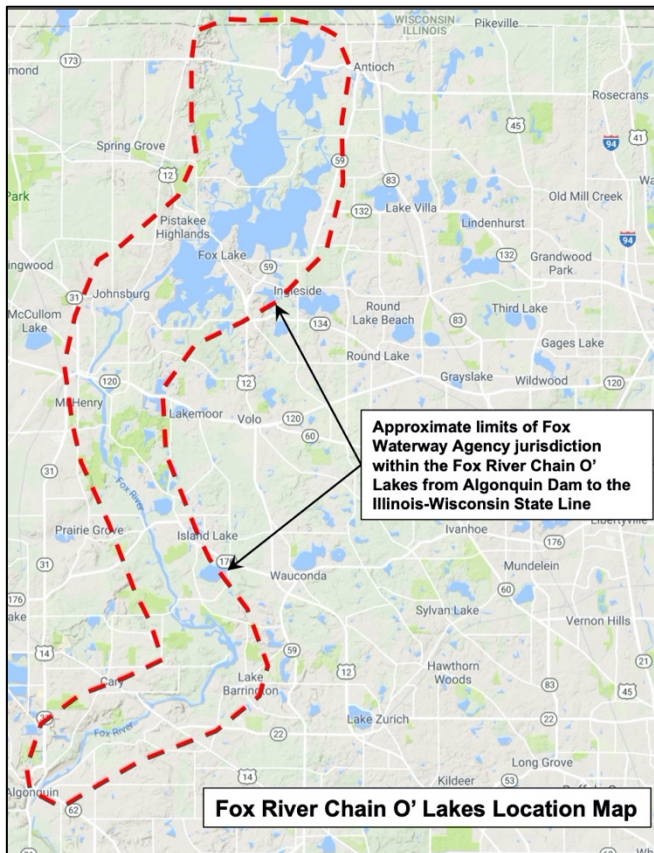 WISCONSIN
ILLINOIS
Pikeville
173
Antioch
mond
Rosecrans
45
94
41
Spring Grove
59
12
83
Park
132
Lake Villa
Old Mill Creek
Pistakee
Highlands
Lindenhurst
94
Fox Lake
132
Grandwood
Park
ingwood
59
31
Johnsburg
Ingleside
McCullom
Lake
Round
Lake Beach
Third Lake
134
83
Gages Lake
Round Lake
Grayslake
Wildwood
120
12
120
McHenry
Lakemoor
Volo
120
60
Approximate limits of Fox
Waterway Agency jurisdiction
within the Fox River Chain O’
Lakes from Algonquin Dam to the
Illinois-Wisconsin State Line
31
Fox River
Prairie Grove
Island Lake
Ivanhoe
Libertyville
176
176
Wauconda
Mundelein
60
176
ake
Sylvan Lake
Vernon Hills
14
59
12
Hawthorn
Woods
21
Cary
Lake
Barrington
83
45
31
Lake Zurich
22
Fox River
22
Long Grove
14
Kildeer
53
Algonquin
62
Fox River Chain O’ Lakes Location Map